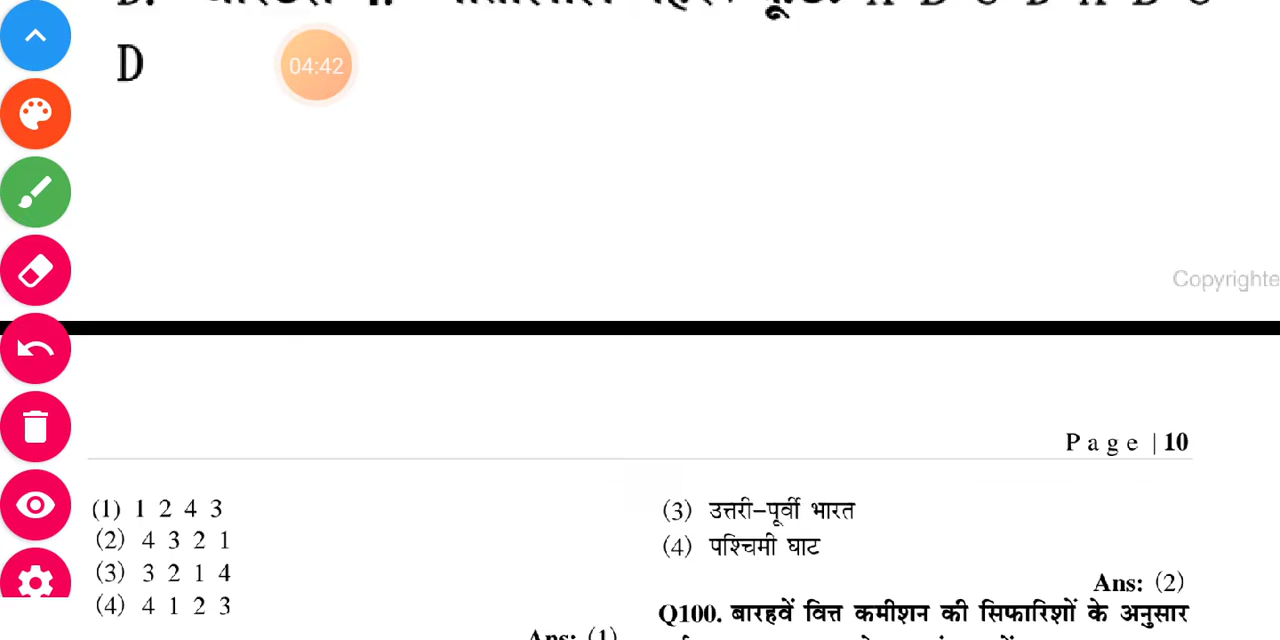 D
04:42
Copyrighte
Page | 10
(1) 1 2 4 3
(2) 4 3 2 1
(3) 3 2 1 4
(4) 4 1 2 3
Ans: (1)
(3) उत्तरी-पूर्वी भारत
(4) पश्चिमी घाट
Ans: (2)
Q100. बारहवें वित्त कमीशन की सिफारिशों के अनुसार